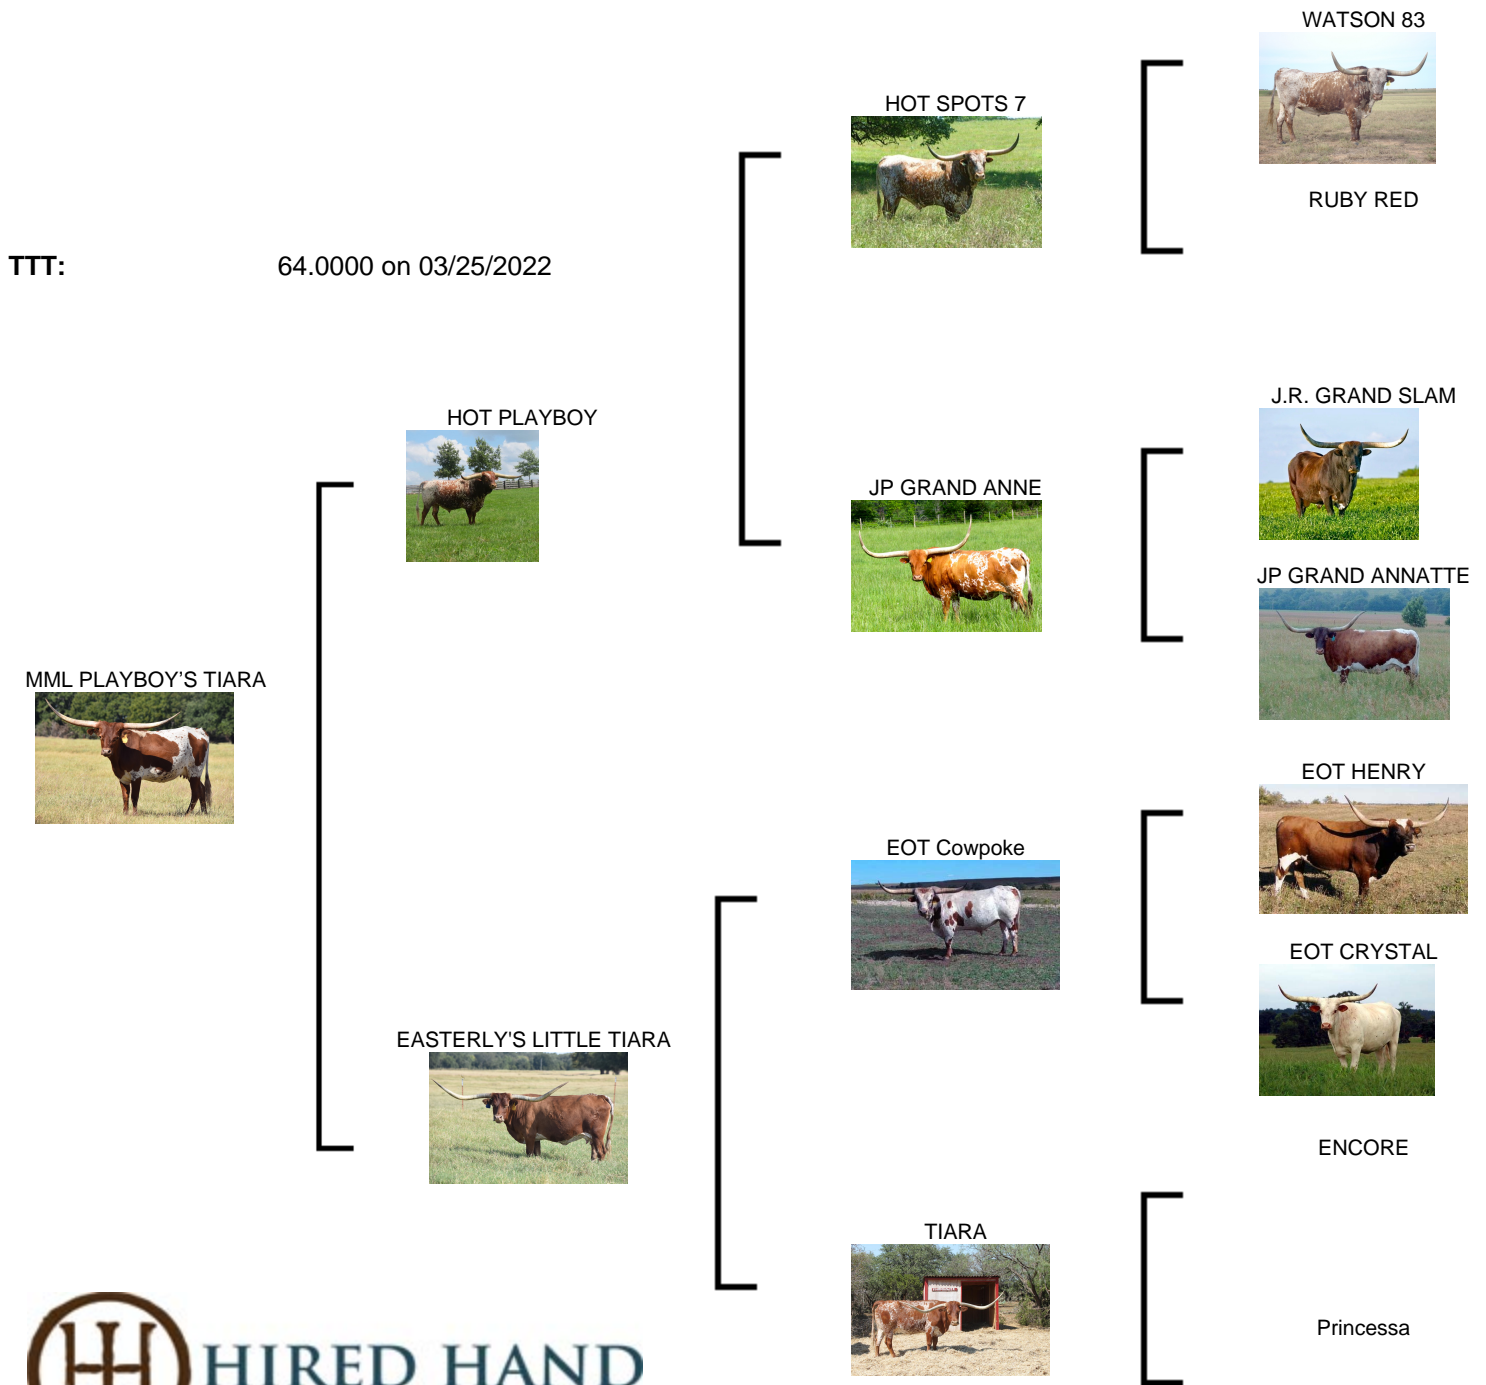 WATSON 83
HOT SPOTS 7
RUBY RED
TTT: 64.0000 on 03/25/2022
J.R. GRAND SLAM
HOT PLAYBOY
JP GRAND ANNE
JP GRAND ANNATTE
MML PLAYBOY'S TIARA
EOT HENRY
EOT Cowpoke
EOT CRYSTAL
EASTERLY'S LITTLE TIARA
ENCORE
TIARA
Princessa
HIRED HAND